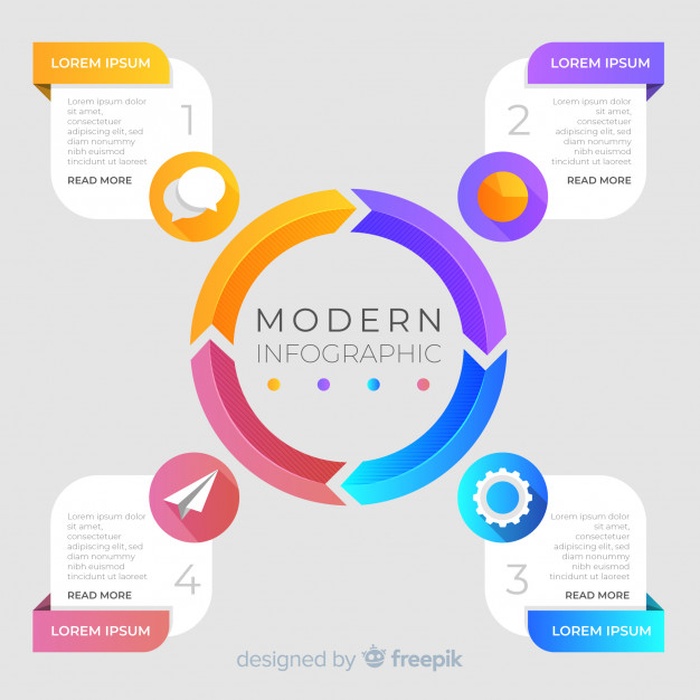 LOREM IPSUM
Lorem ipsum dolor
sit amet,
consectetuer
adipiscing elit, sed
diam nonummy
nibh euismod
tincidunt ut laoreet
READ MORE
1
LOREM IPSUM
2
Lorem ipsum dolor
sit amet,
consectetuer
adipiscing elit, sed
diam nonummy
nibh euismod
tincidunt ut laoreet
READ MORE
MODERN
INFOGRAPHIC
Lorem ipsum dolor
sit amet,
consectetuer
adipiscing elit, sed
diam nonummy
nibh euismod
tincidunt ut laoreet
READ MORE
4
LOREM IPSUM
Lorem ipsum dolor
sit amet,
consectetuer
adipiscing elit, sed
diam nonummy
nibh euismod
tincidunt ut laoreet
READ MORE
3
LOREM IPSUM
designed by freepik